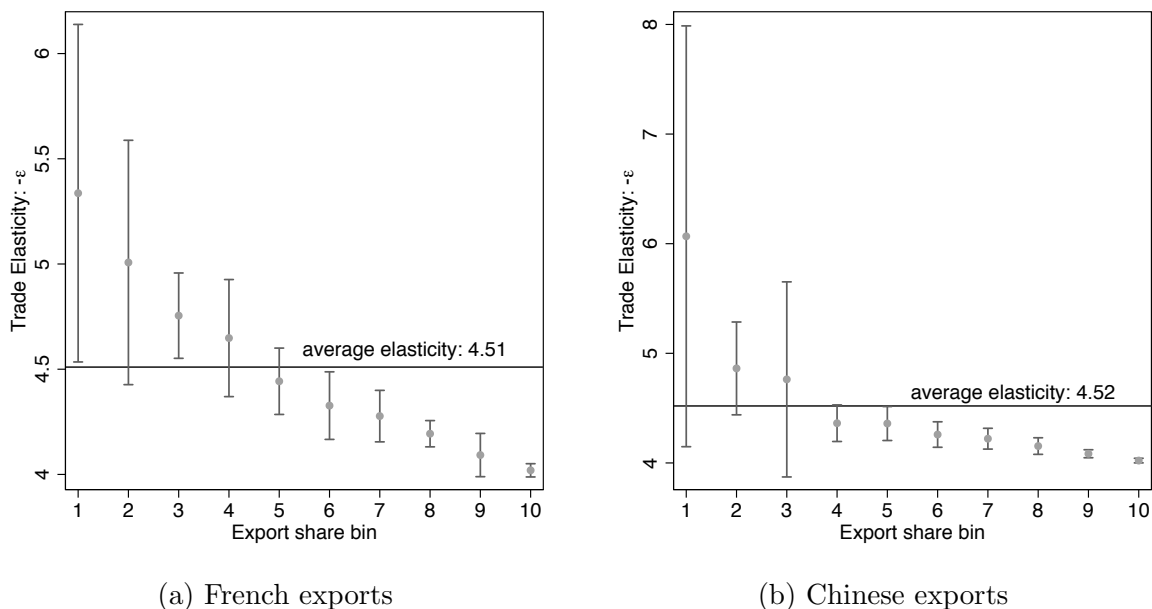 6
5.5
5
4.5
4
Trade Elasticity: -ε
average elasticity: 4.51
1 2 3 4 5 6 7 8 9 10
Export share bin
(a) French exports
8
7
6
5
4
Trade Elasticity: -ε
average elasticity: 4.52
1 2 3 4 5 6 7 8 9 10
Export share bin
(b) Chinese exports